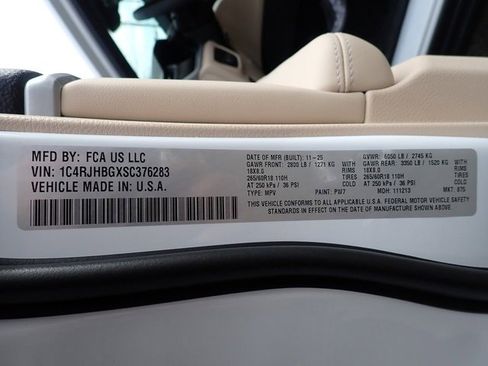 MFD BY: FCA US LLC
VIN: 1C4RJHBGXSC376283
VEHICLE MADE IN: U.S.A.
DATE OF MFR (BUILT): 11-25
GAWR FRONT: 2800 LB / 1271 KG
18X8.0 RIMS
265/60R18 110H TIRES
AT 250 kPa / 36 PSI
TYPE: MPV PAINT: PW7
GVWR: 6050 LB / 2745 KG
GAWR REAR: 3350 LB / 1520 KG
18X8.0 RIMS
265/60R18 110H TIRES
AT 250 kPa / 36 PSI
MDH: 111213 MKT: 875
THIS VEHICLE CONFORMS TO ALL APPLICABLE U.S.A. FEDERAL MOTOR VEHICLE SAFETY
STANDARDS IN EFFECT ON THE DATE OF MANUFACTURE SHOWN ABOVE.